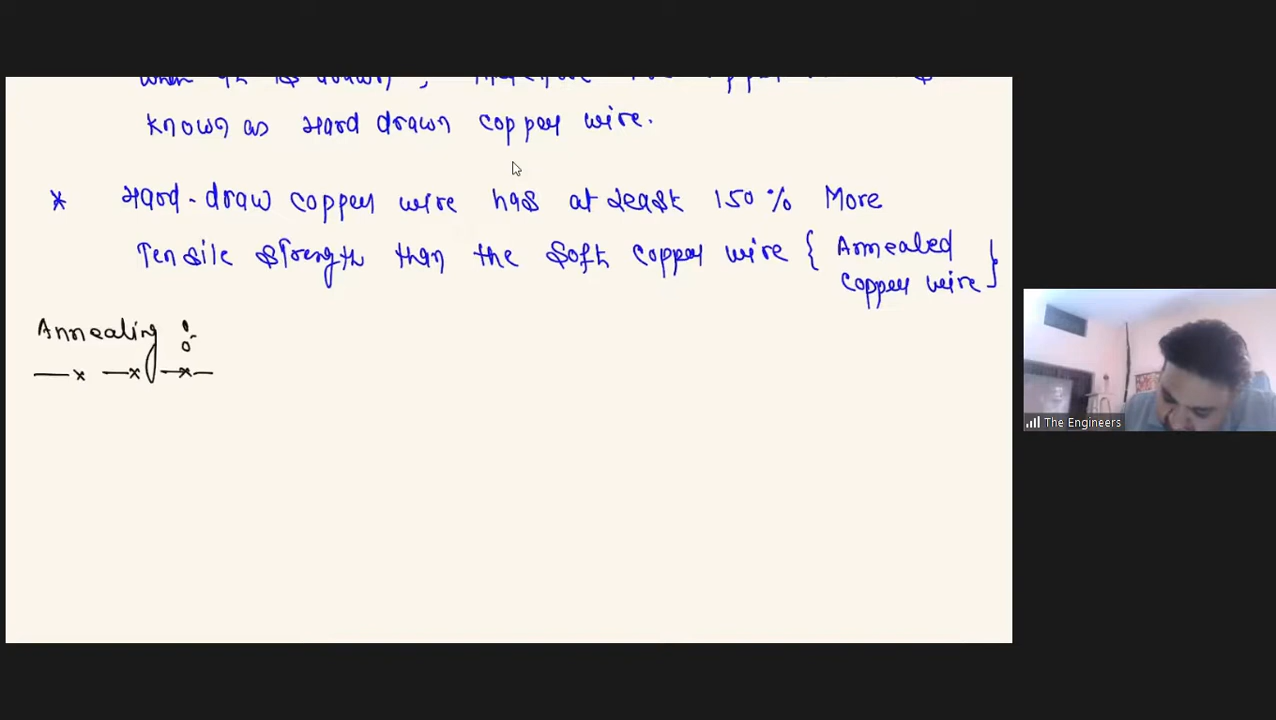 known as Hard drawn copper wire.
* Hard-draw copper wire has at least 150% More
Tensile strength than the soft copper wire { Annealed
copper wire }
Annealing :-
The Engineers